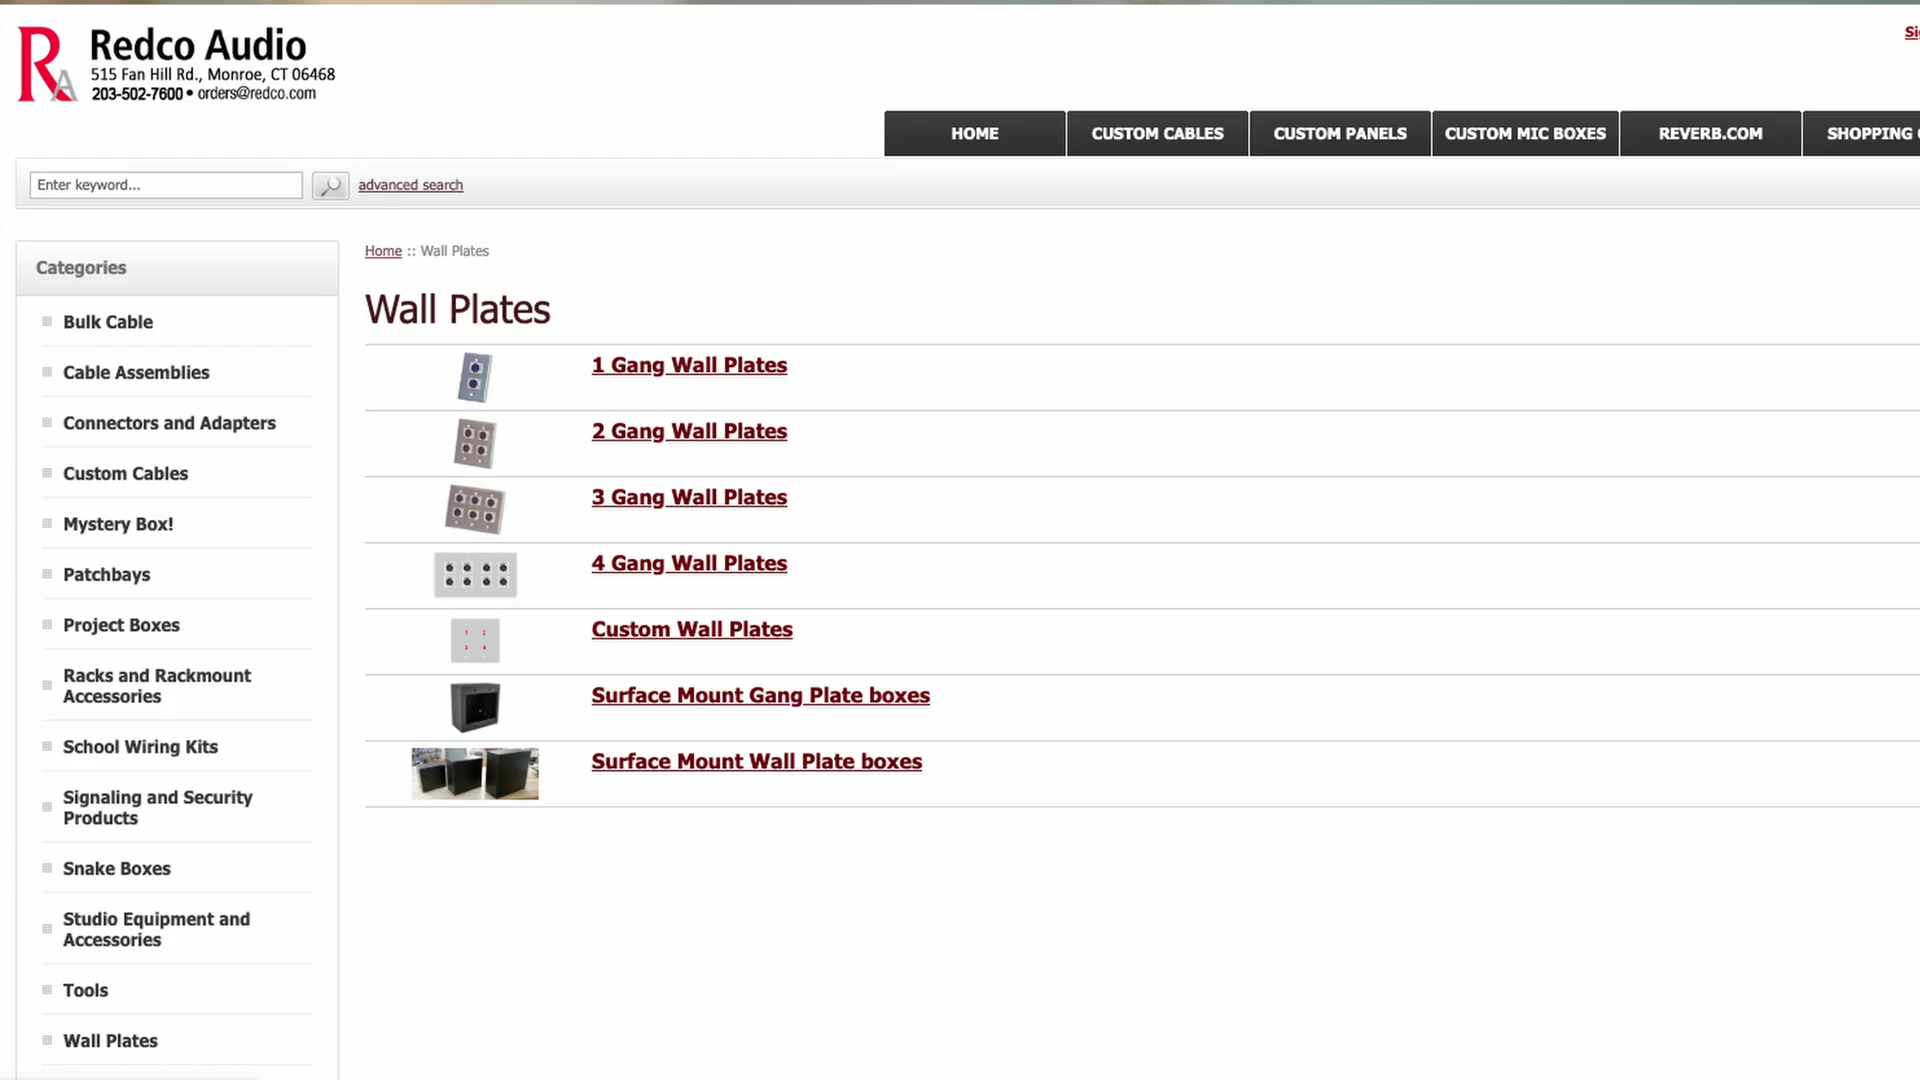 Redco Audio
515 Fan Hill Rd., Monroe, CT 06468
203-502-7600 • orders@redco.com
HOME
CUSTOM CABLES
CUSTOM PANELS
CUSTOM MIC BOXES
REVERB.COM
SHOPPING
Enter keyword...
advanced search
Categories
Bulk Cable
Cable Assemblies
Connectors and Adapters
Custom Cables
Mystery Box!
Patchbays
Project Boxes
Racks and Rackmount
Accessories
School Wiring Kits
Signaling and Security
Products
Snake Boxes
Studio Equipment and
Accessories
Tools
Wall Plates
Home :: Wall Plates
Wall Plates
1 Gang Wall Plates
2 Gang Wall Plates
3 Gang Wall Plates
4 Gang Wall Plates
Custom Wall Plates
Surface Mount Gang Plate boxes
Surface Mount Wall Plate boxes